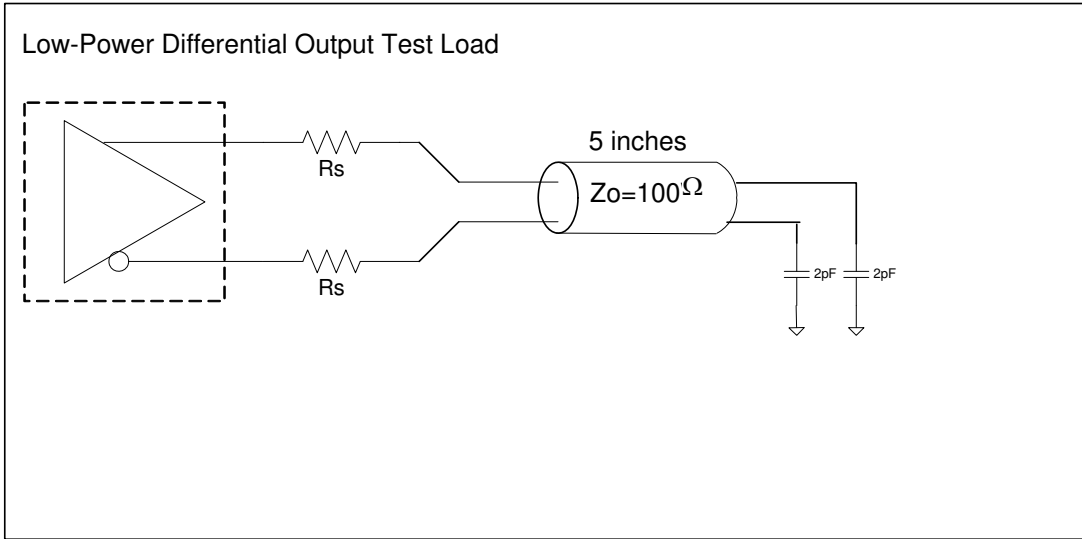 Low-Power Differential Output Test Load
Rs
5 inches
Zo=100Ω
Rs
2pF
2pF